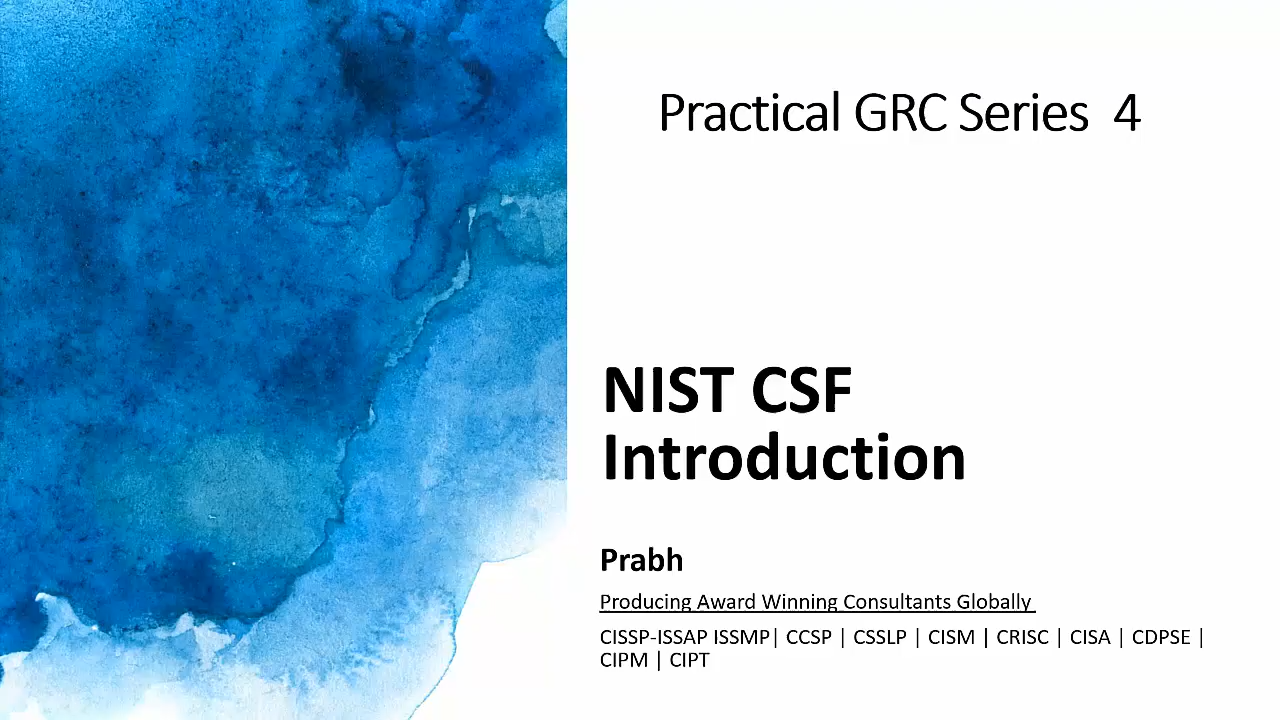 Practical GRC Series 4
NIST CSF
Introduction
Prabh
Producing Award Winning Consultants Globally
CISSP-ISSAP ISSMP| CCSP | CSSLP | CISM | CRISC | CISA | CDPSE |
CIPM | CIPT